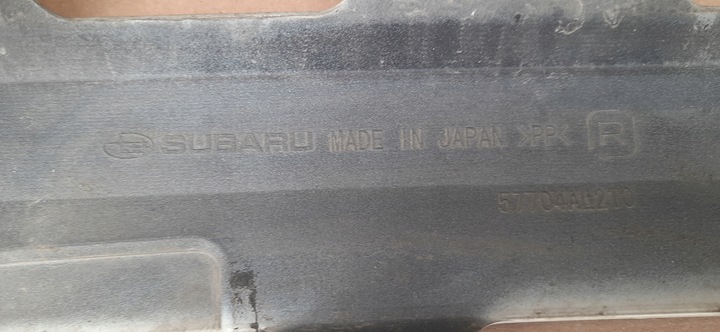 SUBARU MADE IN JAPAN >PP< R
57704AG210